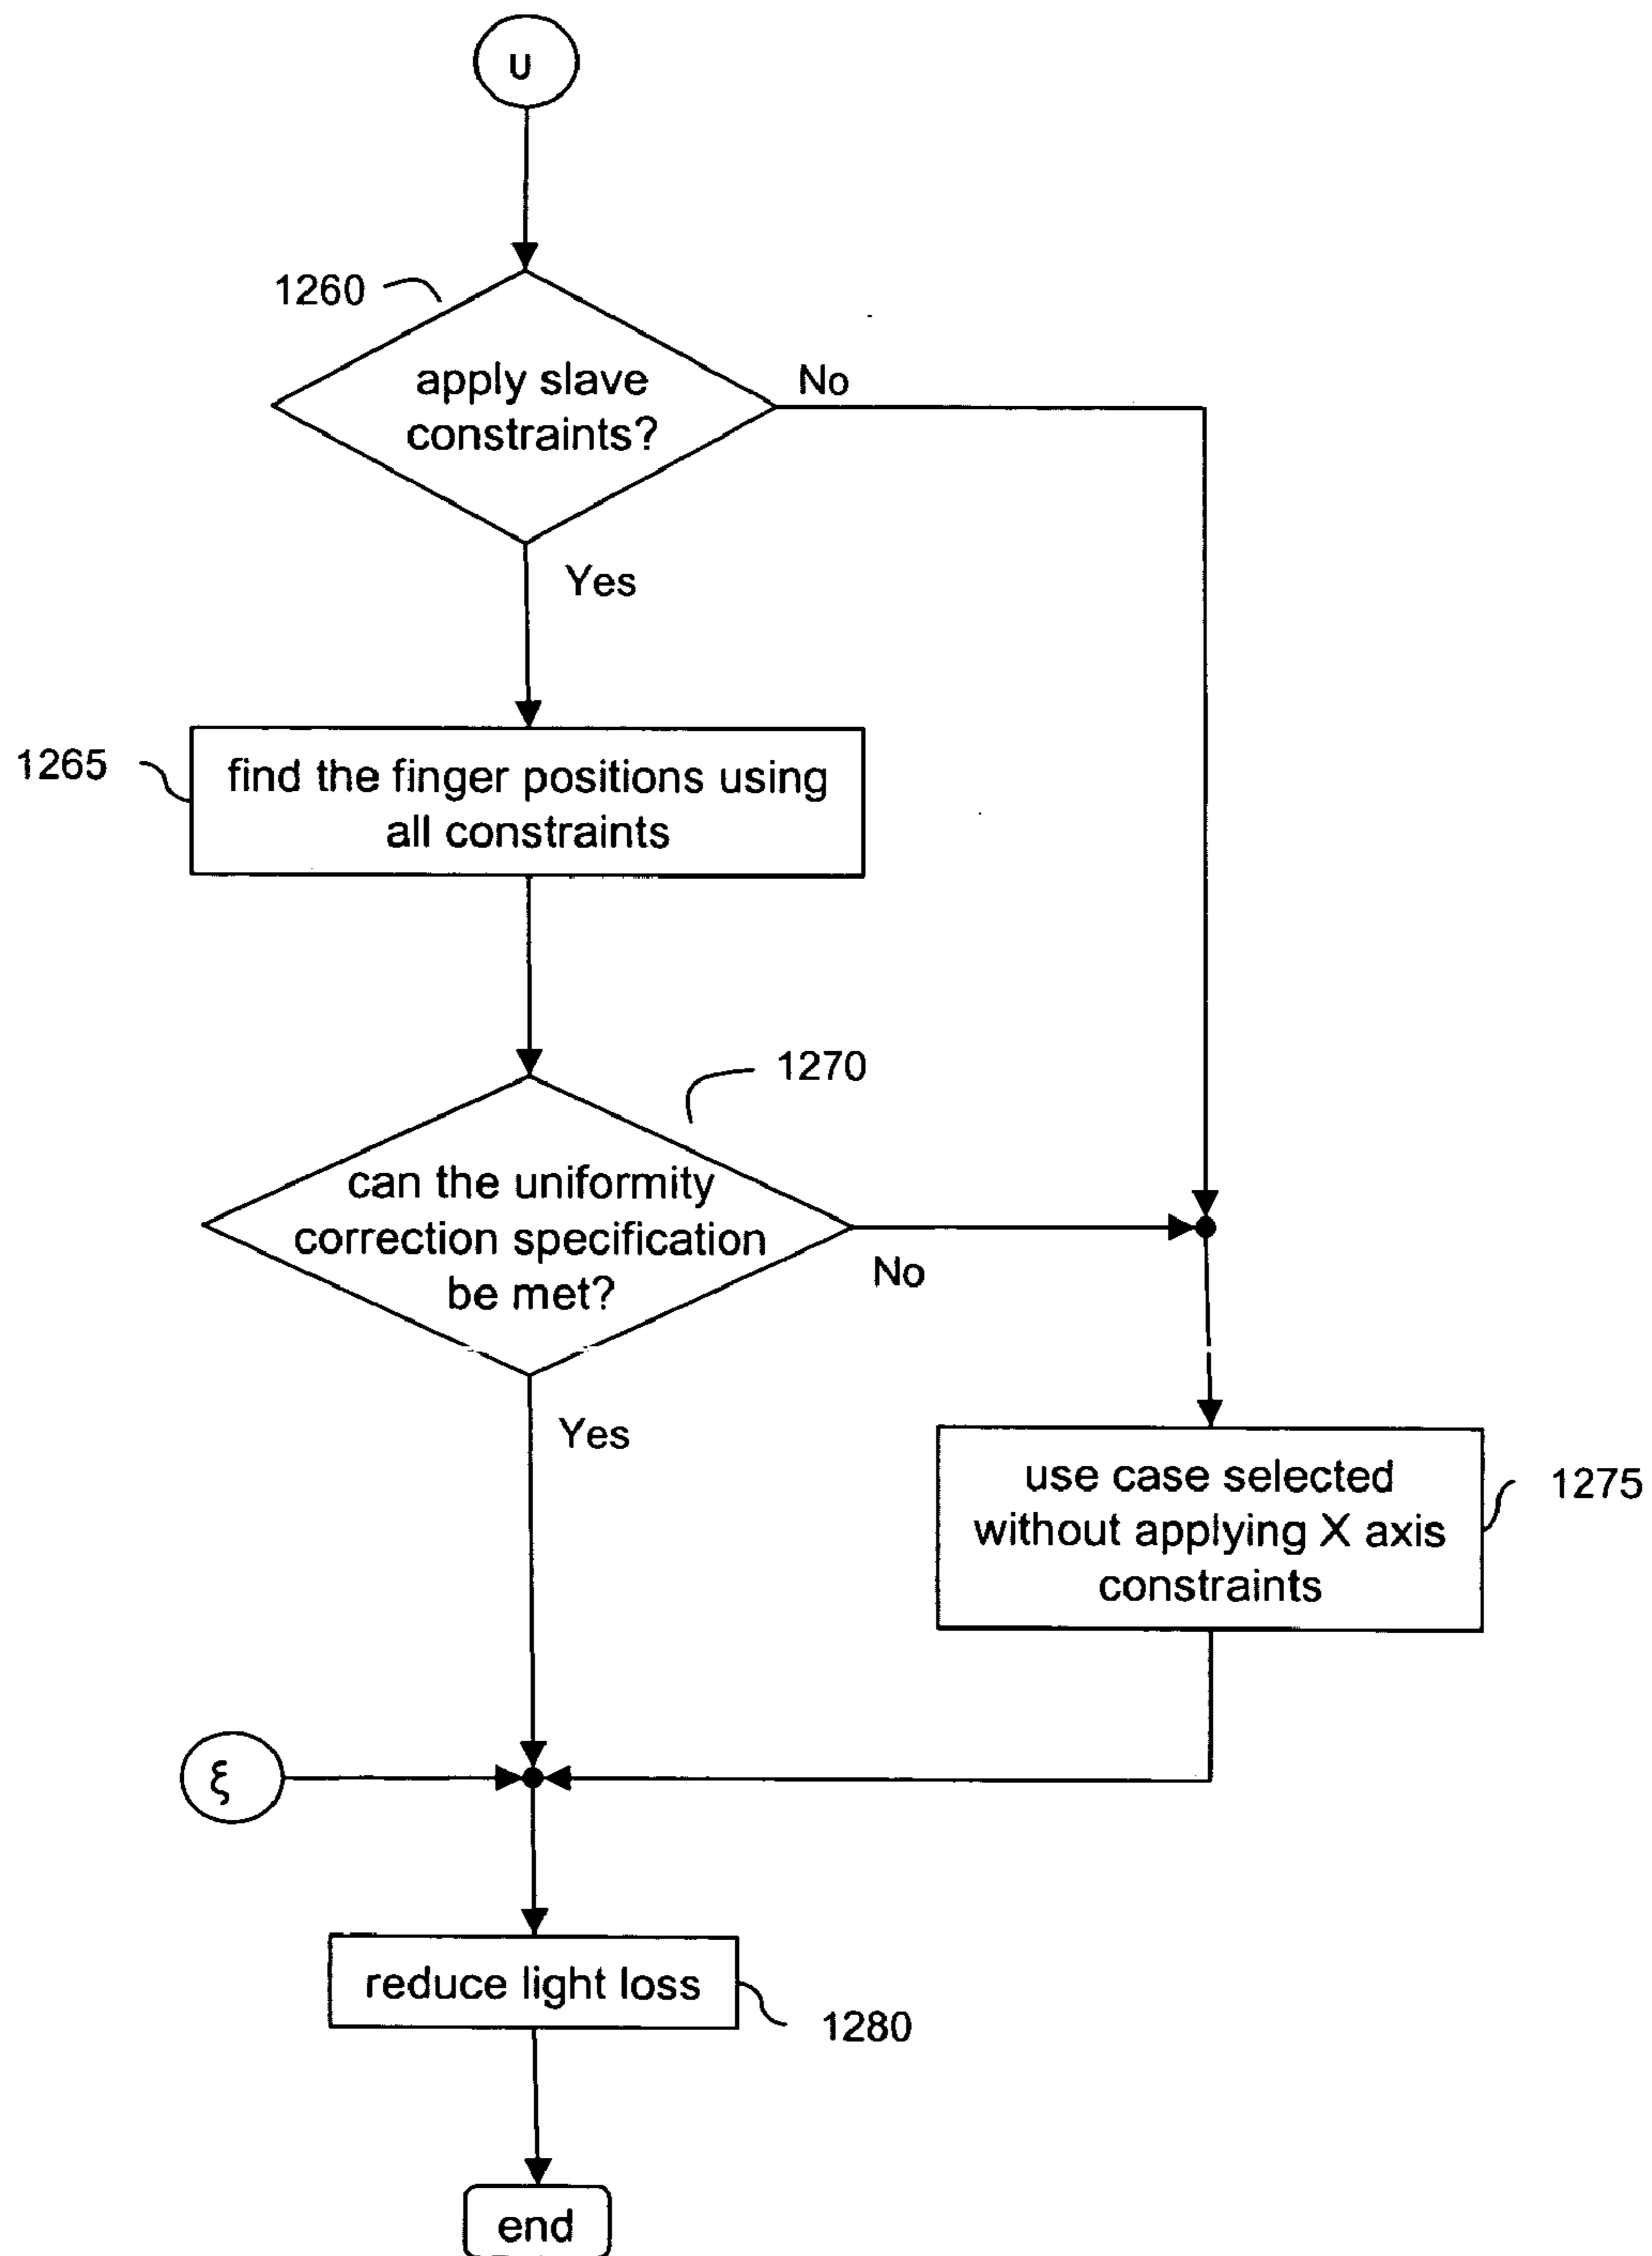 υ
1260
apply slave
constraints?
No
Yes
1265
find the finger positions using
all constraints
1270
can the uniformity
correction specification
be met?
No
Yes
use case selected
without applying X axis
constraints
1275
ξ
reduce light loss
1280
end